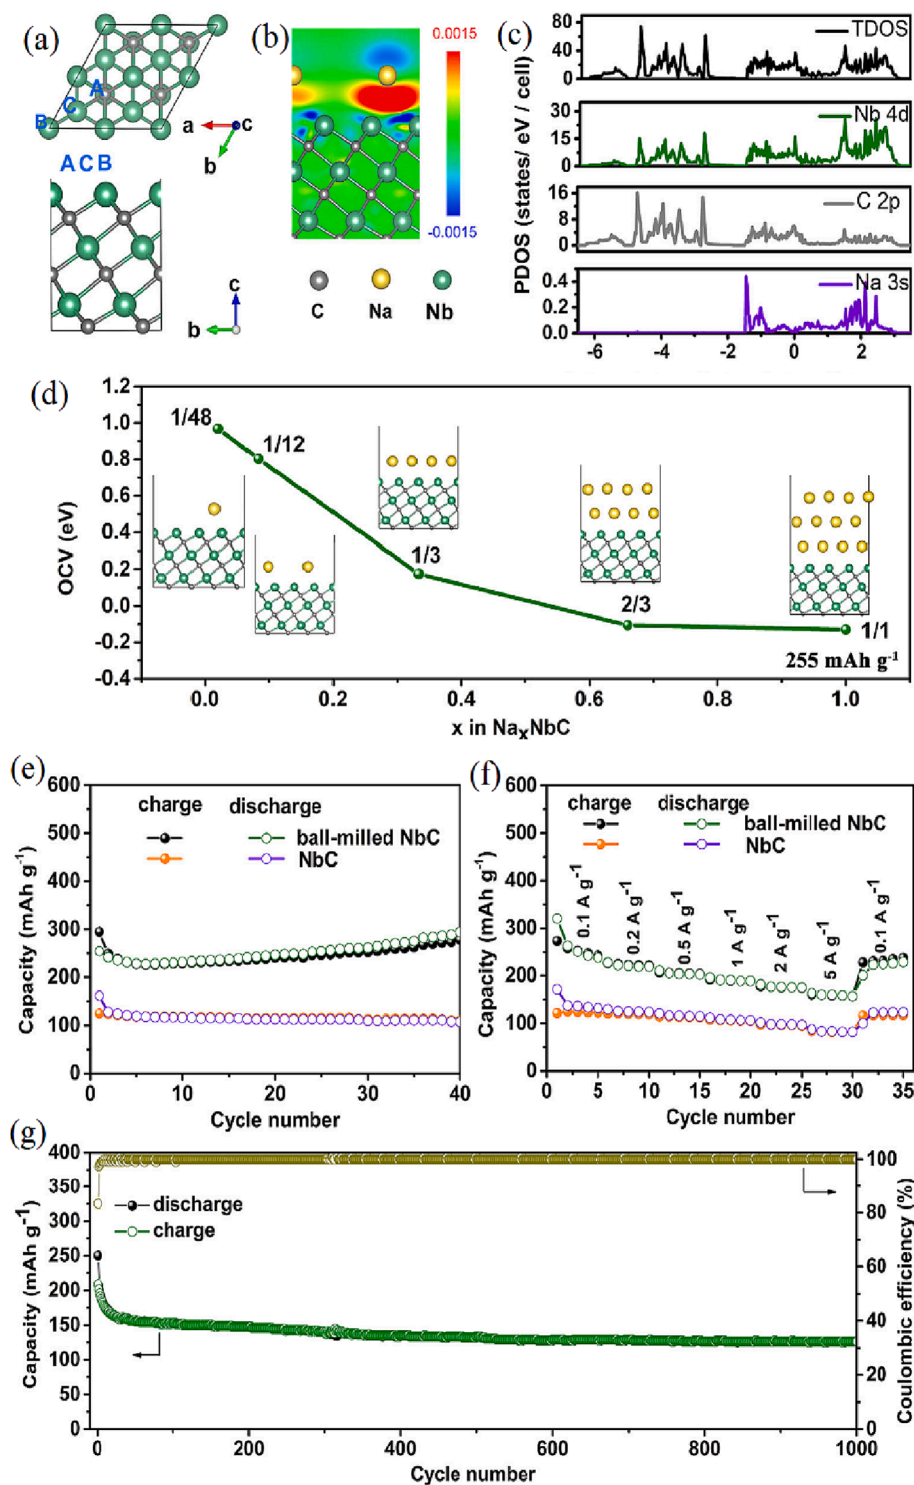 (a)
A
C
B
a
c
b
A C B
c
b
(b)
0.0015
-0.0015
C Na Nb
(c)
PDOS (states/ eV / cell)
80
40
0
TDOS
30
15
0
Nb 4d
16
8
0
C 2p
0.4
0.2
0.0
Na 3s
-6 -4 -2 0 2
(d)
OCV (eV)
1.2
1.0
0.8
0.6
0.4
0.2
0.0
-0.2
-0.4
1/48
1/12
1/3
2/3
1/1
255 mAh g-1
0.0 0.2 0.4 0.6 0.8 1.0
x in NaxNbC
(e)
Capacity (mAh g-1)
600
500
400
300
200
100
0
charge discharge
ball-milled NbC
NbC
0 10 20 30 40
Cycle number
(f)
Capacity (mAh g-1)
600
500
400
300
200
100
0
charge discharge
ball-milled NbC
NbC
0.1 A g-1
0.2 A g-1
0.5 A g-1
1 A g-1
2 A g-1
5 A g-1
0.1 A g-1
0 5 10 15 20 25 30 35
Cycle number
(g)
Capacity (mAh g-1)
400
350
300
250
200
150
100
50
0
discharge
charge
100
80
60
40
20
0
Coulombic efficiency (%)
0 200 400 600 800 1000
Cycle number